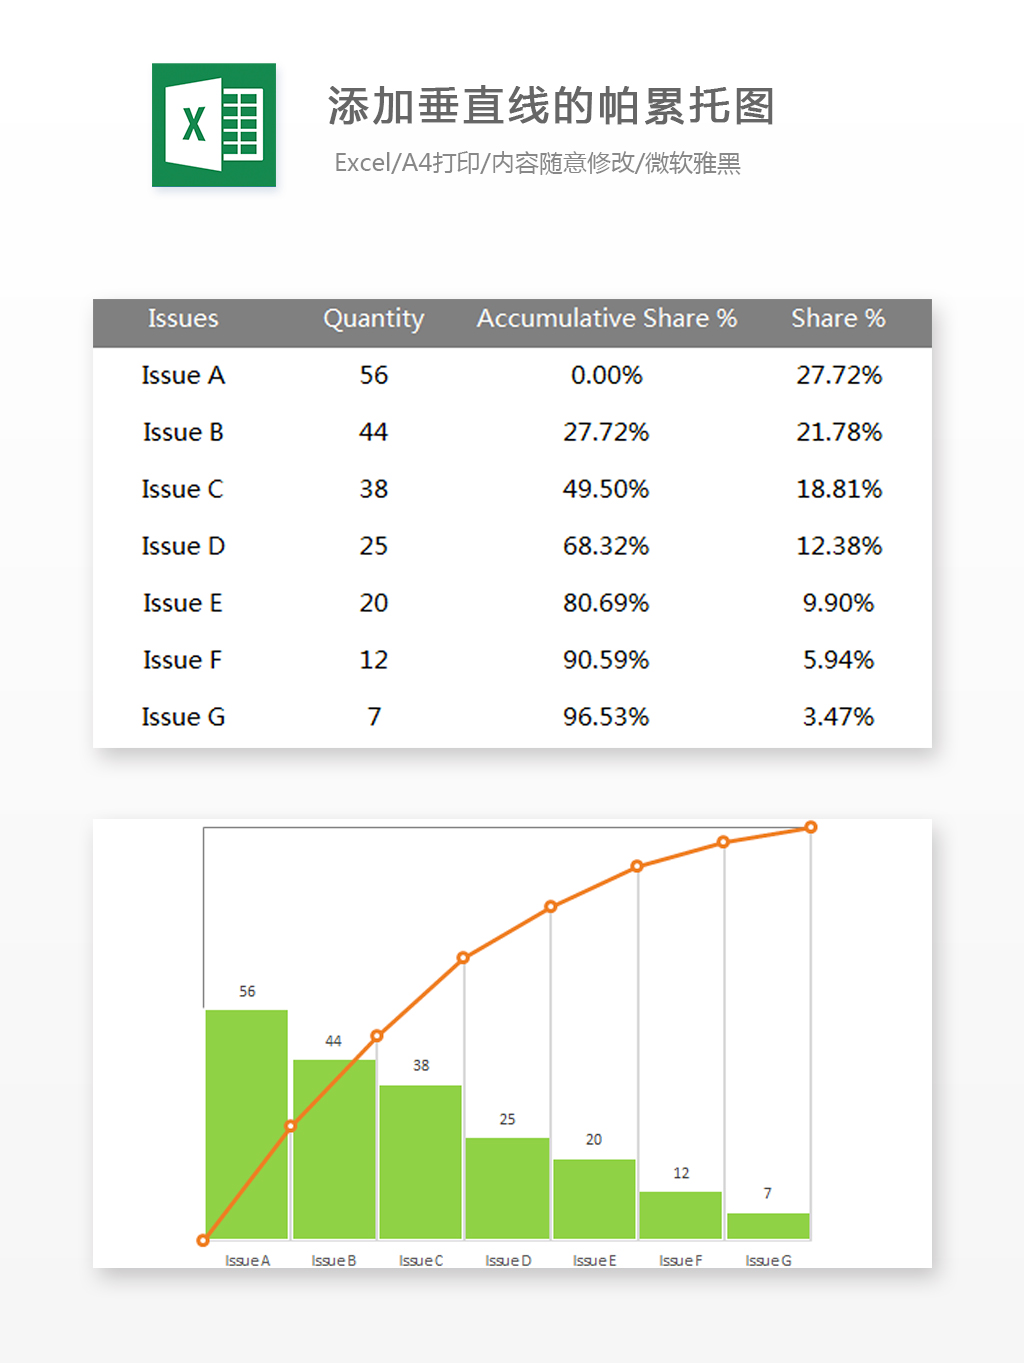 X
添加垂直线的帕累托图
Excel/A4打印/内容随意修改/微软雅黑
Issues Quantity Accumulative Share % Share %
Issue A 56 0.00% 27.72%
Issue B 44 27.72% 21.78%
Issue C 38 49.50% 18.81%
Issue D 25 68.32% 12.38%
Issue E 20 80.69% 9.90%
Issue F 12 90.59% 5.94%
Issue G 7 96.53% 3.47%
56
44
38
25
20
12
7
Issue A Issue B Issue C Issue D Issue E Issue F Issue G